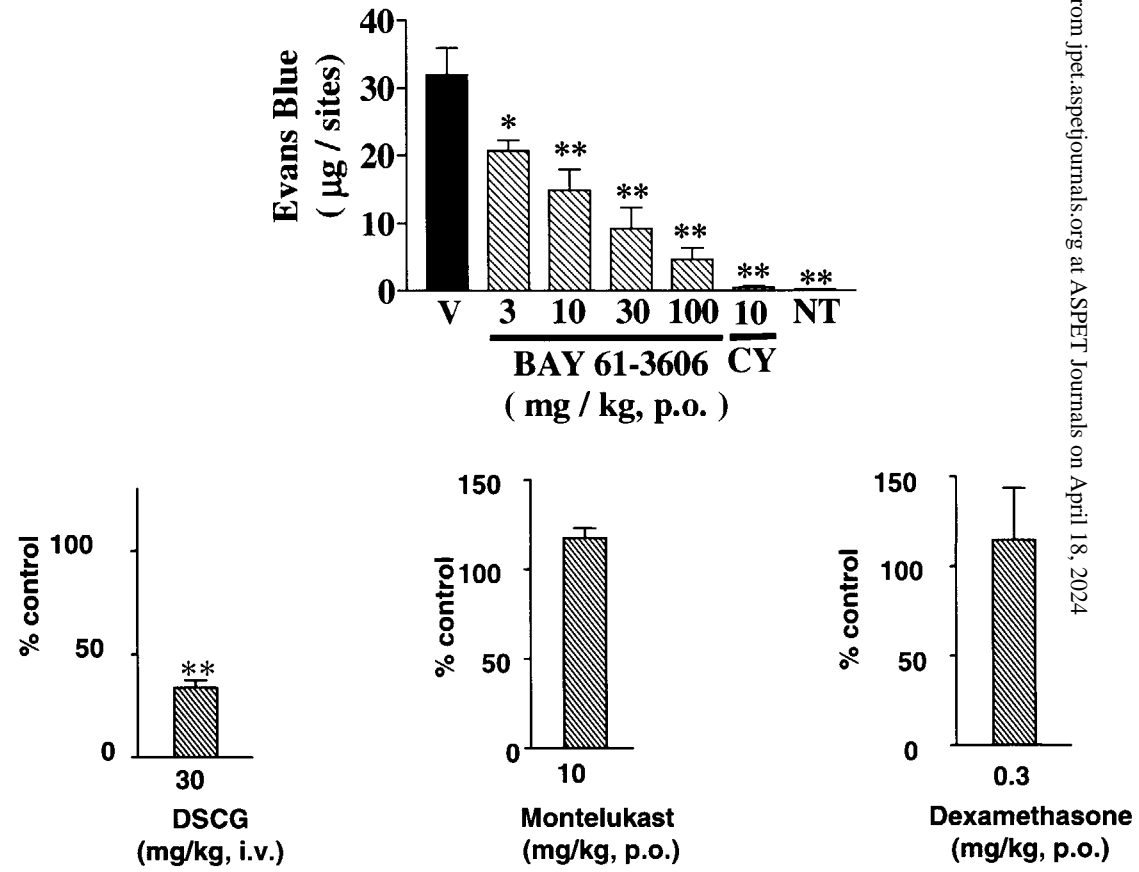 40
30
20
10
0
Evans Blue
( µg / sites)
*
**
**
**
**
**
V 3 10 30 100 10 NT
BAY 61-3606 CY
( mg / kg, p.o. )
100
50
0
% control
**
30
DSCG
(mg/kg, i.v.)
150
100
50
0
% control
10
Montelukast
(mg/kg, p.o.)
150
100
50
0
% control
0.3
Dexamethasone
(mg/kg, p.o.)
rom jpet.aspetjournals.org at ASPET Journals on April 18, 2024